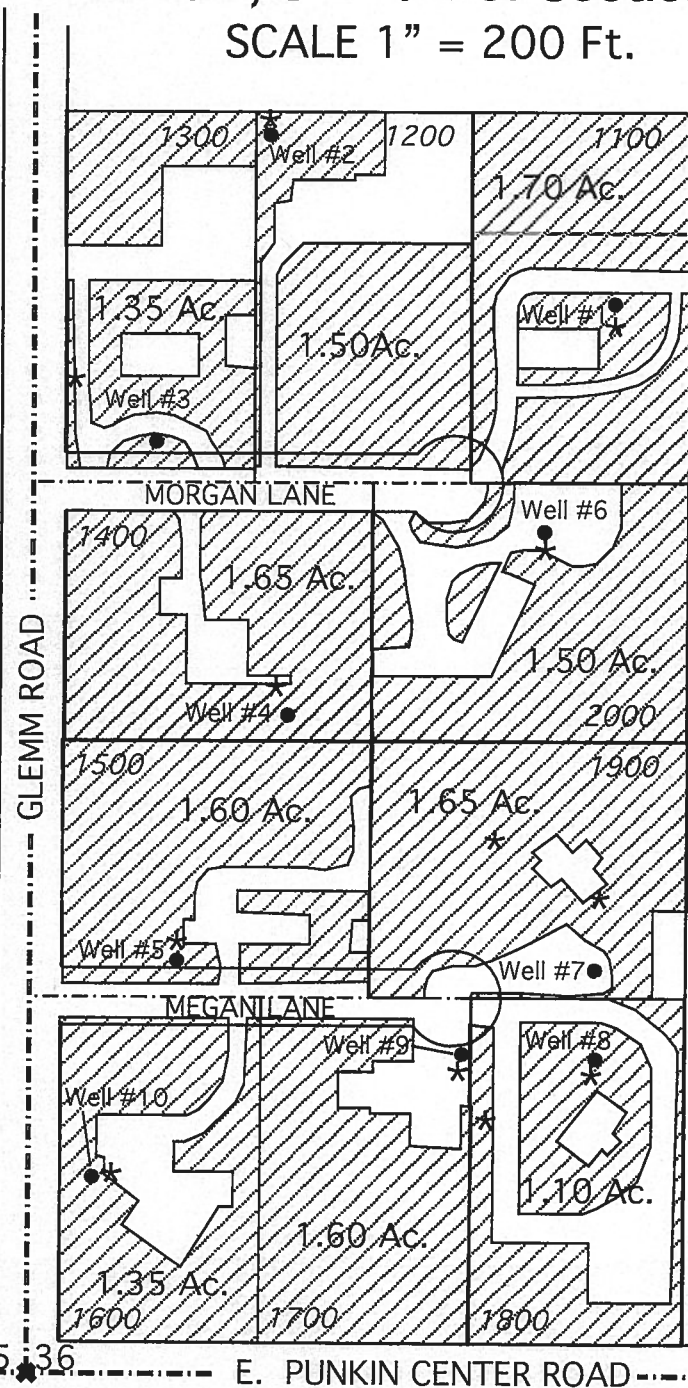 SCALE 1" = 200 Ft.
1300
1200
1100
Well #2
1.70 Ac.
1.35 Ac.
Well #1
1.50Ac.
Well #3
MORGAN LANE
Well #6
1400
1.65 Ac.
1.50 Ac.
Well #4
2000
GLEMM ROAD
1500
1900
1.60 Ac.
1.65 Ac.
Well #5
Well #7
MEGAN LANE
Well #9
Well #8
Well #10
1.10 Ac.
1.60 Ac.
1.35 Ac.
1600
1700
1800
36
E. PUNKIN CENTER ROAD